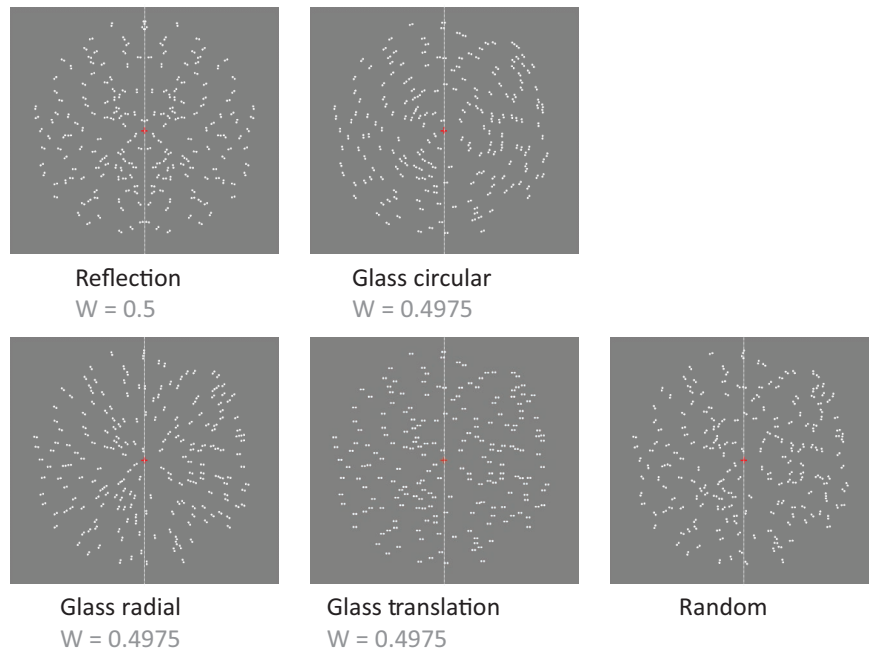 Reflection
W = 0.5
Glass circular
W = 0.4975
Glass radial
W = 0.4975
Glass translation
W = 0.4975
Random